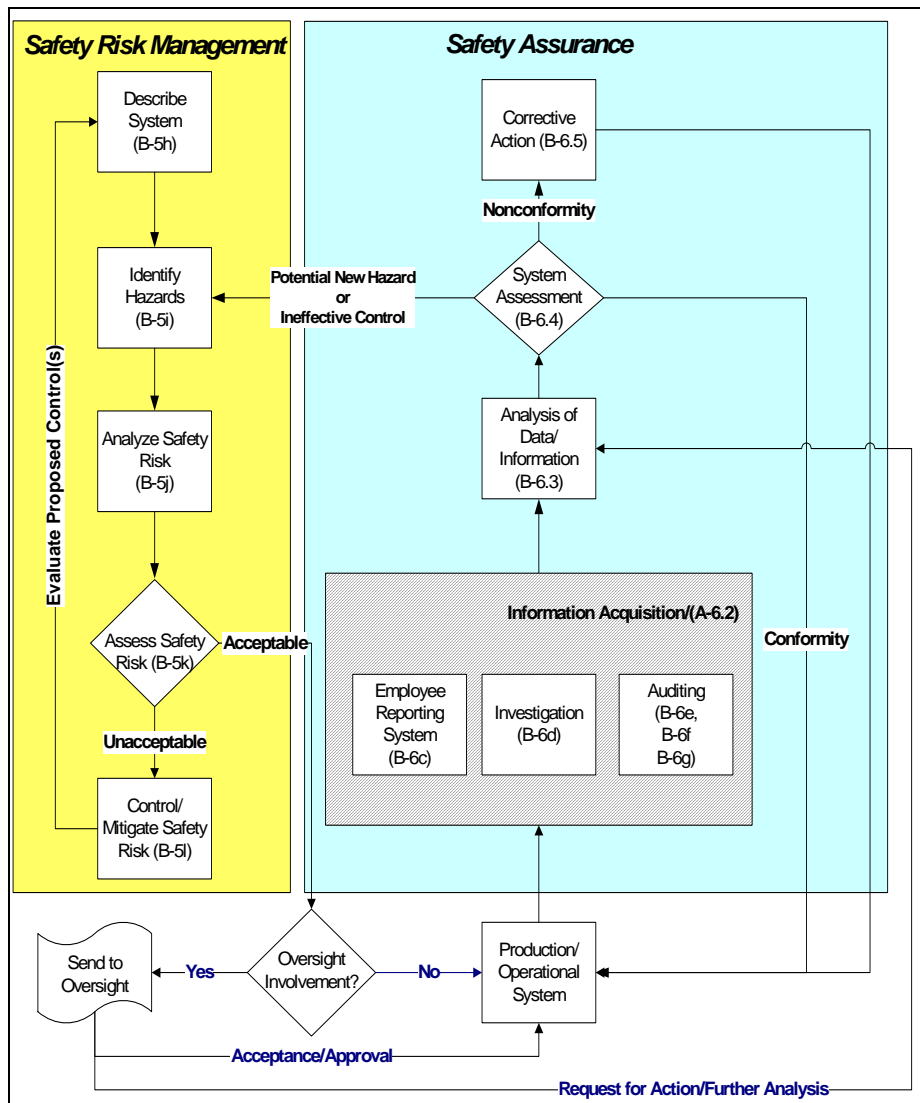 Safety Risk Management
Describe
System
(B-5h)
Identify
Hazards
(B-5i)
Analyze Safety
Risk
(B-5j)
Assess Safety
Risk (B-5k)
Acceptable
Unacceptable
Control/
Mitigate Safety
Risk (B-5l)
Evaluate Proposed Control(s)
Safety Assurance
Corrective
Action (B-6.5)
Nonconformity
System
Assessment
(B-6.4)
Potential New Hazard
or
Ineffective Control
Analysis of
Data/
Information
(B-6.3)
Information Acquisition/(A-6.2)
Employee
Reporting
System
(B-6c)
Investigation
(B-6d)
Auditing
(B-6e,
B-6f
B-6g)
Conformity
Send to
Oversight
Yes
Oversight
Involvement?
No
Production/
Operational
System
Acceptance/Approval
Request for Action/Further Analysis